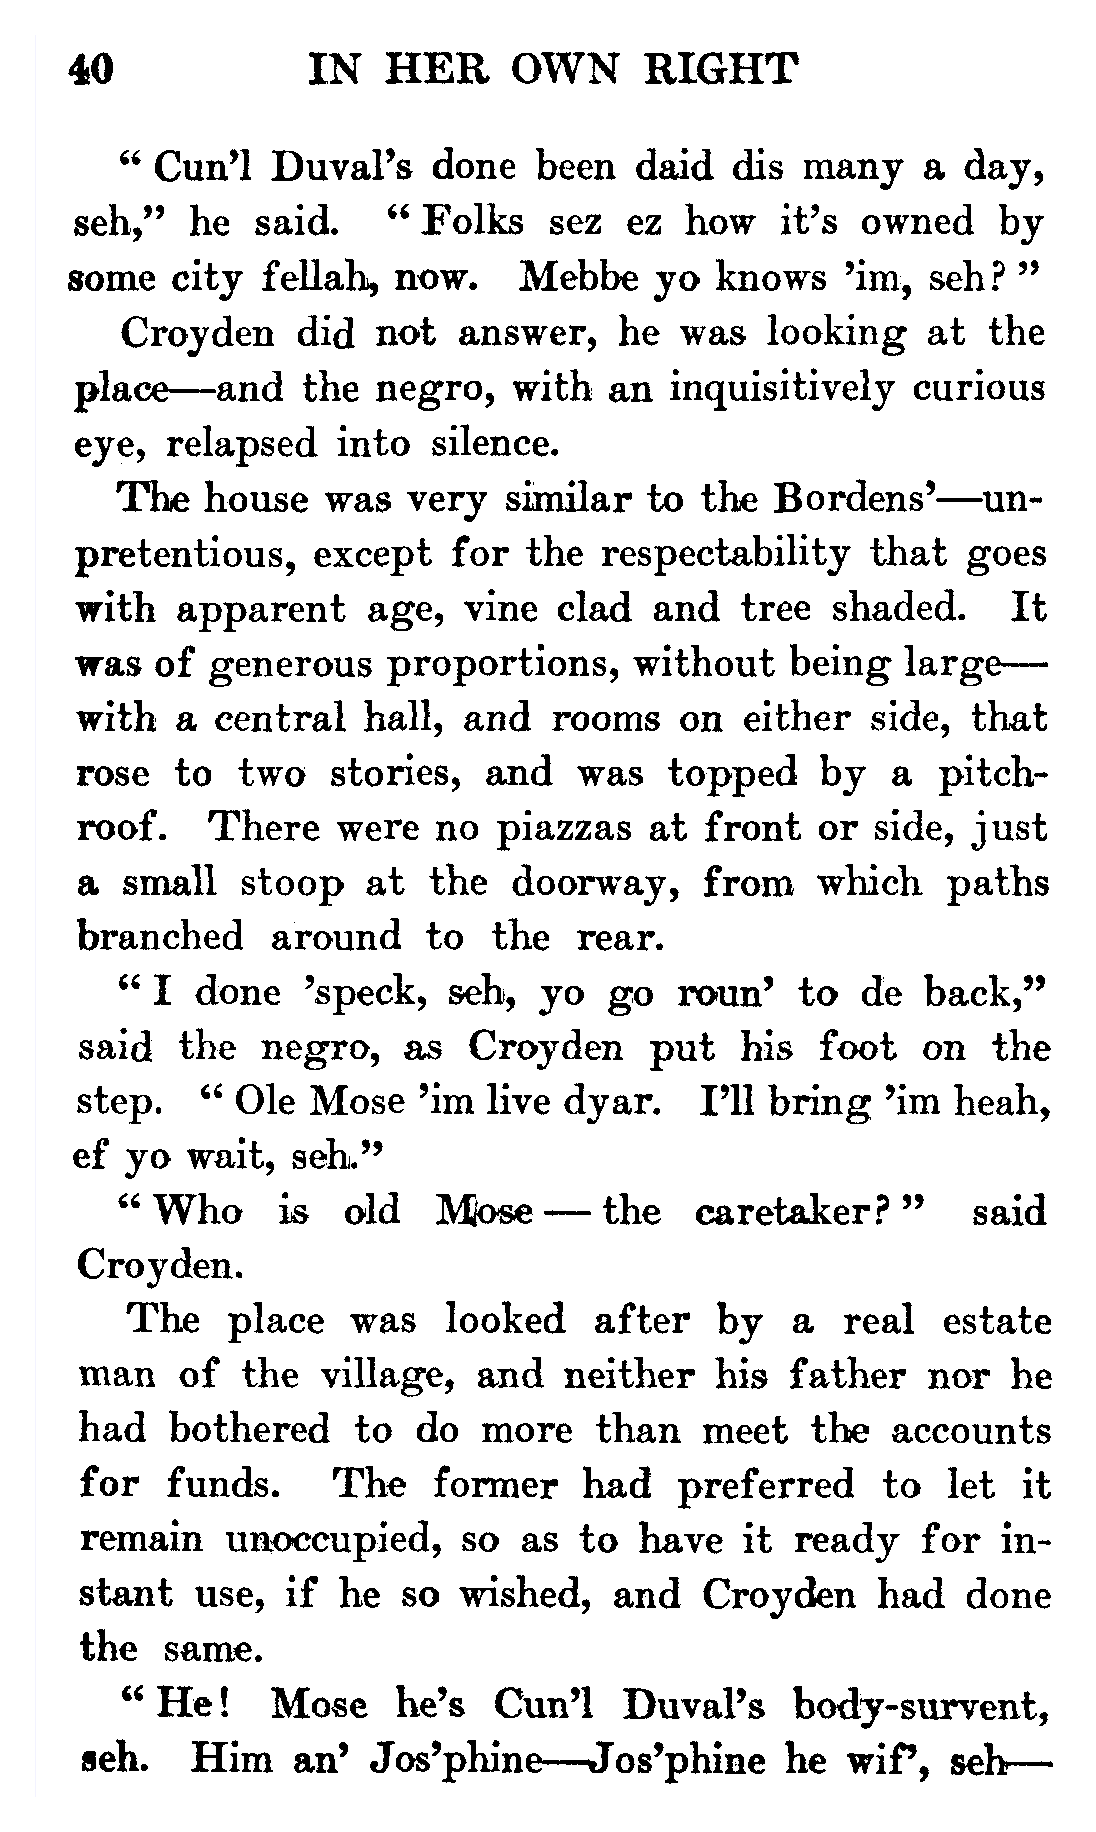 40 IN HER OWN RIGHT
“ Cun’l Duval’s done been daid dis many a day,
seh,” he said. “ Folks sez ez how it’s owned by
some city fellah, now. Mebbe yo knows ’im, seh? ”
Croyden did not answer, he was looking at the
place—and the negro, with an inquisitively curious
eye, relapsed into silence.
The house was very similar to the Bordens’—un-
pretentious, except for the respectability that goes
with apparent age, vine clad and tree shaded. It
was of generous proportions, without being large—
with a central hall, and rooms on either side, that
rose to two stories, and was topped by a pitch-
roof. There were no piazzas at front or side, just
a small stoop at the doorway, from which paths
branched around to the rear.
“ I done ’speck, seh, yo go roun’ to de back,”
said the negro, as Croyden put his foot on the
step. “ Ole Mose ’im live dyar. I’ll bring ’im heah,
ef yo wait, seh.”
“ Who is old Mose — the caretaker? ” said
Croyden.
The place was looked after by a real estate
man of the village, and neither his father nor he
had bothered to do more than meet the accounts
for funds. The former had preferred to let it
remain unoccupied, so as to have it ready for in-
stant use, if he so wished, and Croyden had done
the same.
“ He! Mose he’s Cun’l Duval’s body-survent,
seh. Him an’ Jos’phine—Jos’phine he wif’, seh—